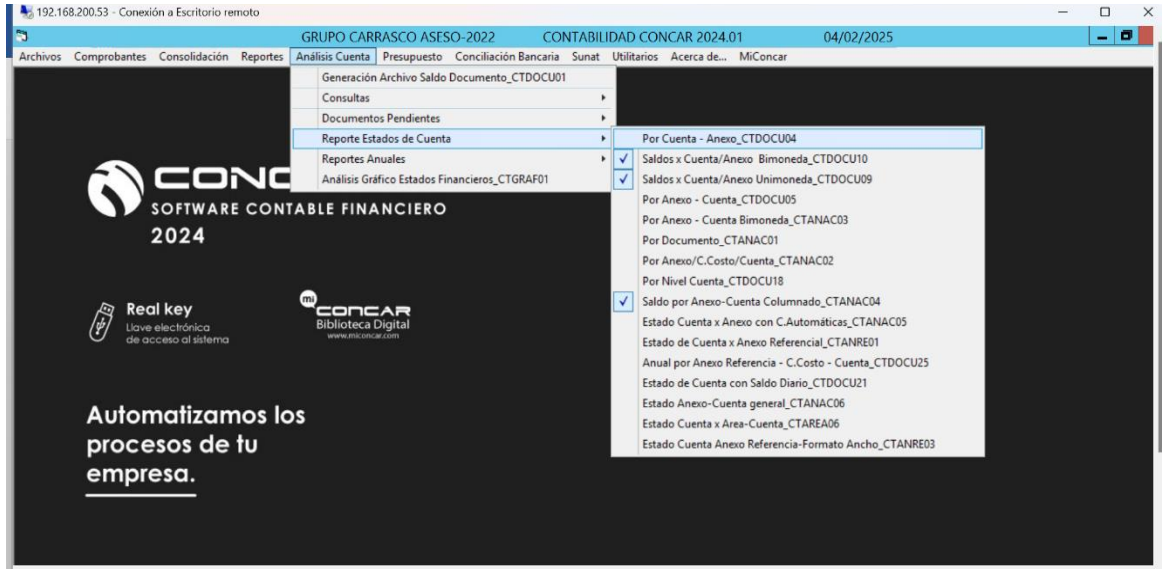 192.168.200.53 - Conexión a Escritorio remoto
GRUPO CARRASCO ASESO-2022 CONTABILIDAD CONCAR 2024.01 04/02/2025
Archivos Comprobantes Consolidación Reportes Análisis Cuenta Presupuesto Conciliación Bancaria Sunat Utilitarios Acerca de... MiConcar
Generación Archivo Saldo Documento_CTDOCU01
Consultas
Documentos Pendientes
Reporte Estados de Cuenta
Reportes Anuales
Análisis Gráfico Estados Financieros_CTGRAF01
Por Cuenta - Anexo_CTDOCU04
Saldos x Cuenta/Anexo Bimoneda_CTDOCU10
Saldos x Cuenta/Anexo Unimoneda_CTDOCU09
Por Anexo - Cuenta_CTDOCU05
Por Anexo - Cuenta Bimoneda_CTANAC03
Por Documento_CTANAC01
Por Anexo/C.Costo/Cuenta_CTANAC02
Por Nivel Cuenta_CTDOCU18
Saldo por Anexo-Cuenta Columnado_CTANAC04
Estado Cuenta x Anexo con C.Automáticas_CTANAC05
Estado de Cuenta x Anexo Referencial_CTANRE01
Anual por Anexo Referencia - C.Costo - Cuenta_CTDOCU25
Estado de Cuenta con Saldo Diario_CTDOCU21
Estado Anexo-Cuenta general_CTANAC06
Estado Cuenta x Area-Cuenta_CTAREA06
Estado Cuenta Anexo Referencia-Formato Ancho_CTANRE03
CONC
SOFTWARE CONTABLE FINANCIERO
2024
Real key
Llave electrónica
de acceso al sistema
mi
CONCAR
Biblioteca Digital
www.miconcar.com
Automatizamos los
procesos de tu
empresa.